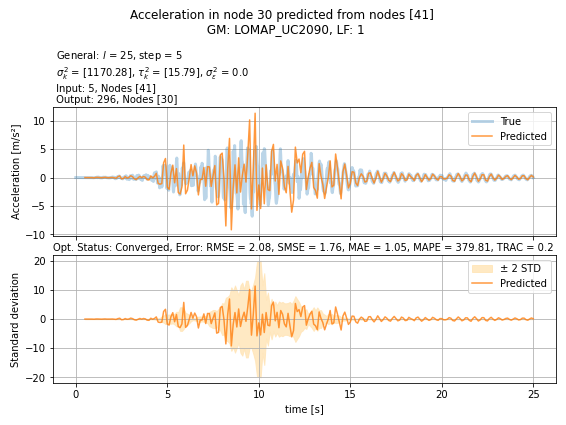 Acceleration in node 30 predicted from nodes [41]
GM: LOMAP_UC2090, LF: 1
General: l = 25, step = 5
σ²ₖ = [1170.28], τ²ₖ = [15.79], σ²ε = 0.0
Input: 5, Nodes [41]
Output: 296, Nodes [30]
Acceleration [m/s²]
10
5
0
−5
−10
True
Predicted
Opt. Status: Converged, Error: RMSE = 2.08, SMSE = 1.76, MAE = 1.05, MAPE = 379.81, TRAC = 0.2
Standard deviation
20
10
0
−10
−20
± 2 STD
Predicted
0 5 10 15 20 25
time [s]